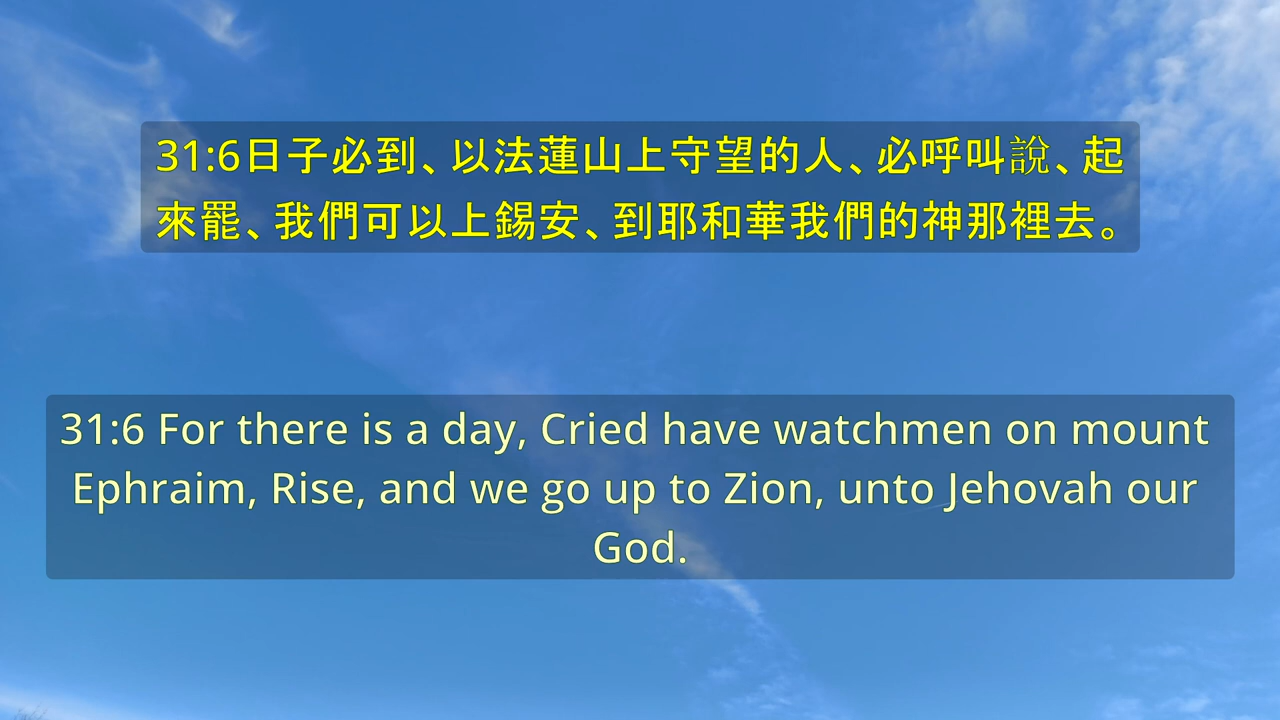 31:6日子必到、以法蓮山上守望的人、必呼叫說、起
來罷、我們可以上錫安、到耶和華我們的神那裡去。
31:6 For there is a day, Cried have watchmen on mount
Ephraim, Rise, and we go up to Zion, unto Jehovah our
God.